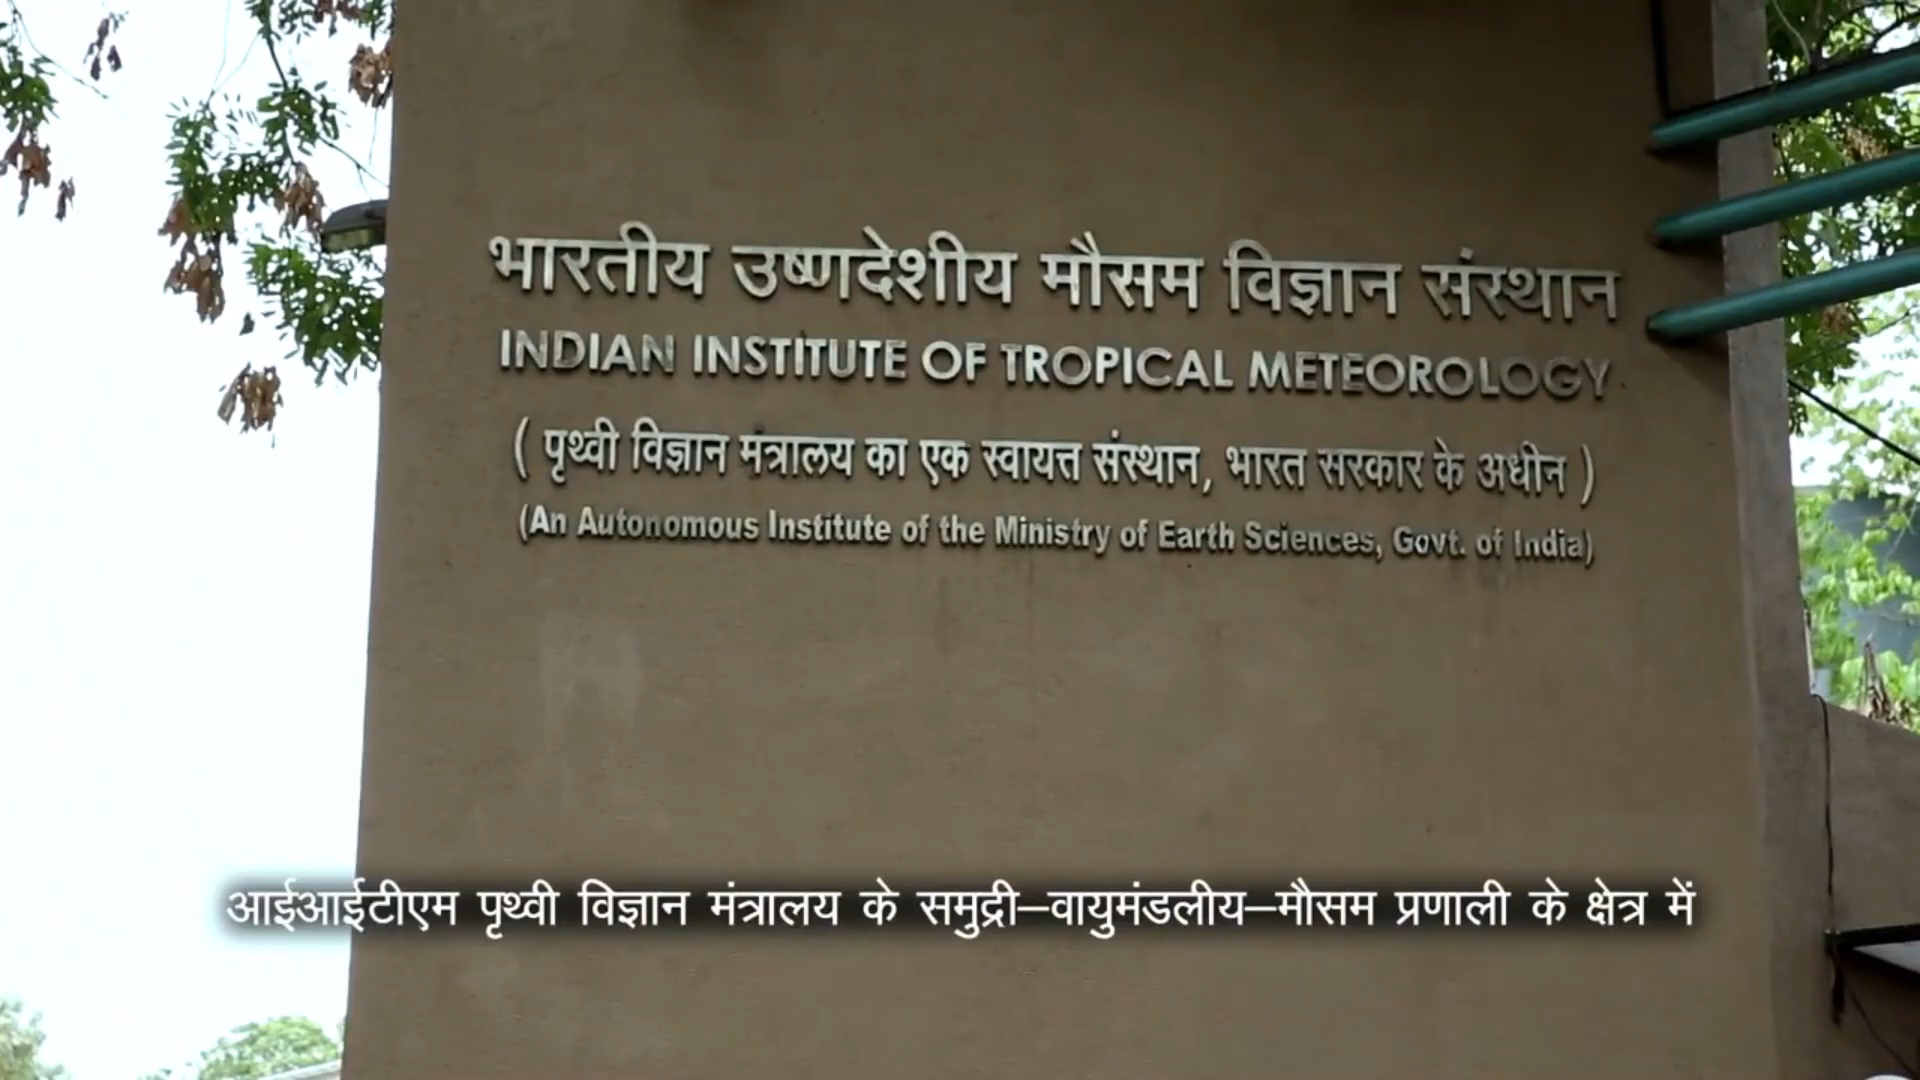 भारतीय उष्णदेशीय मौसम विज्ञान संस्थान
INDIAN INSTITUTE OF TROPICAL METEOROLOGY
( पृथ्वी विज्ञान मंत्रालय का एक स्वायत्त संस्थान, भारत सरकार के अधीन )
(An Autonomous Institute of the Ministry of Earth Sciences, Govt. of India)
आईआईटीएम पृथ्वी विज्ञान मंत्रालय के समुद्री–वायुमंडलीय–मौसम प्रणाली के क्षेत्र में